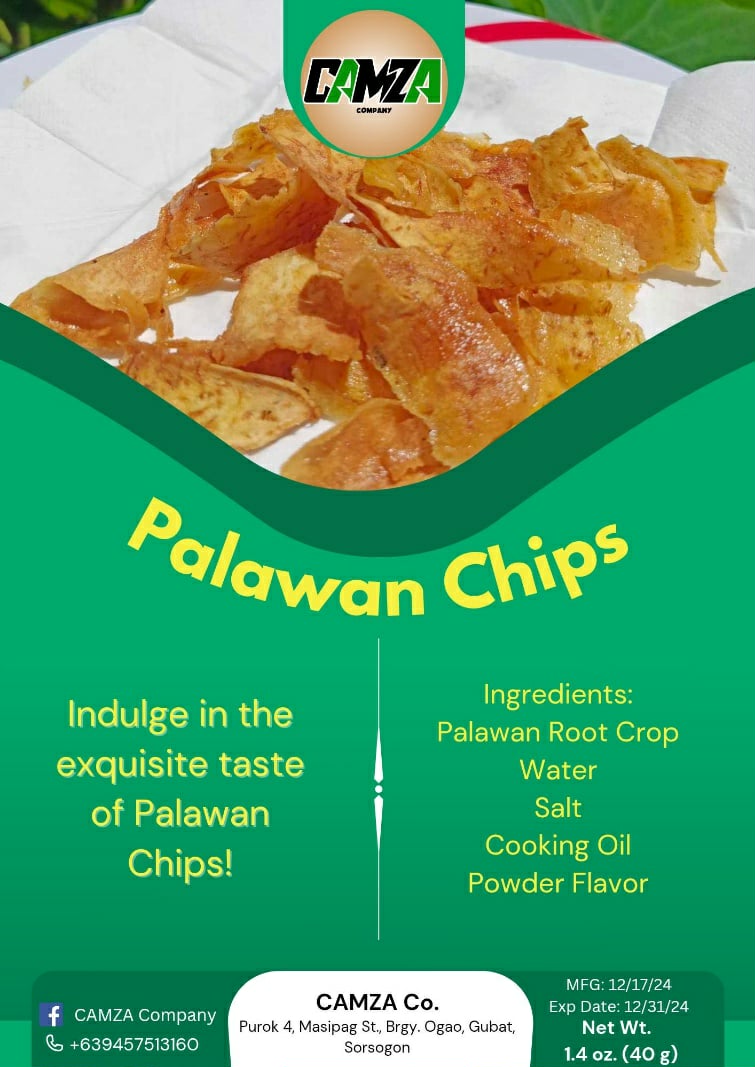 CAMZA
COMPANY
Palawan Chips
Indulge in the
exquisite taste
of Palawan
Chips!
Ingredients:
Palawan Root Crop
Water
Salt
Cooking Oil
Powder Flavor
CAMZA Company
+639457513160
CAMZA Co.
Purok 4, Masipag St., Brgy. Ogao, Gubat,
Sorsogon
MFG: 12/17/24
Exp Date: 12/31/24
Net Wt.
1.4 oz. (40 g)